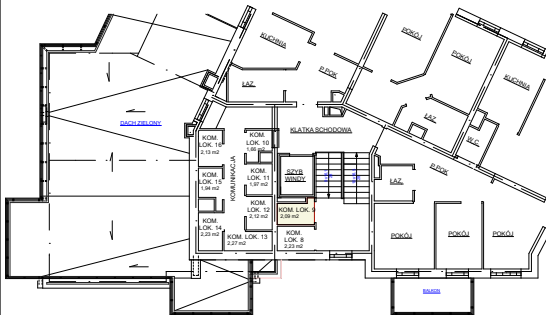 KUCHNIA
POKÓJ
POKÓJ
P.POK
KUCHNIA
ŁAZ.
ŁAZ.
W.C.
DACH ZIELONY
KLATKA SCHODOWA
KOM.
LOK. 16
2,13 m2
KOM.
LOK. 10
1,86 m2
KOMUNIKACJA
KOM.
LOK. 15
1,94 m2
KOM.
LOK. 11
1,97 m2
SZYB
WINDY
P.POK
ŁAZ.
KOM.
LOK. 12
2,12 m2
KOM. LOK. 9
2,09 m2
KOM.
LOK. 14
2,23 m2
KOM.
LOK. 13
2,27 m2
KOM.
LOK. 8
2,23 m2
POKÓJ
POKÓJ
POKÓJ
BALKON